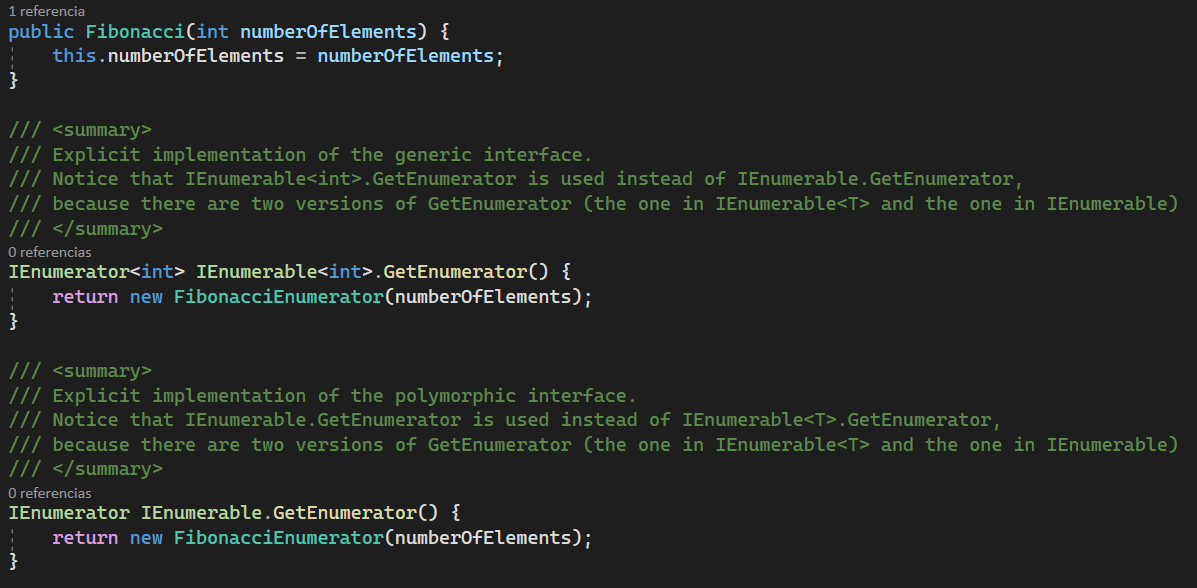 1 referencia
public Fibonacci(int numberOfElements) {
    this.numberOfElements = numberOfElements;
}
/// <summary>
/// Explicit implementation of the generic interface.
/// Notice that IEnumerable<int>.GetEnumerator is used instead of IEnumerable.GetEnumerator,
/// because there are two versions of GetEnumerator (the one in IEnumerable<T> and the one in IEnumerable)
/// </summary>
0 referencias
IEnumerator<int> IEnumerable<int>.GetEnumerator() {
    return new FibonacciEnumerator(numberOfElements);
}
/// <summary>
/// Explicit implementation of the polymorphic interface.
/// Notice that IEnumerable.GetEnumerator is used instead of IEnumerable<T>.GetEnumerator,
/// because there are two versions of GetEnumerator (the one in IEnumerable<T> and the one in IEnumerable)
/// </summary>
0 referencias
IEnumerator IEnumerable.GetEnumerator() {
    return new FibonacciEnumerator(numberOfElements);
}